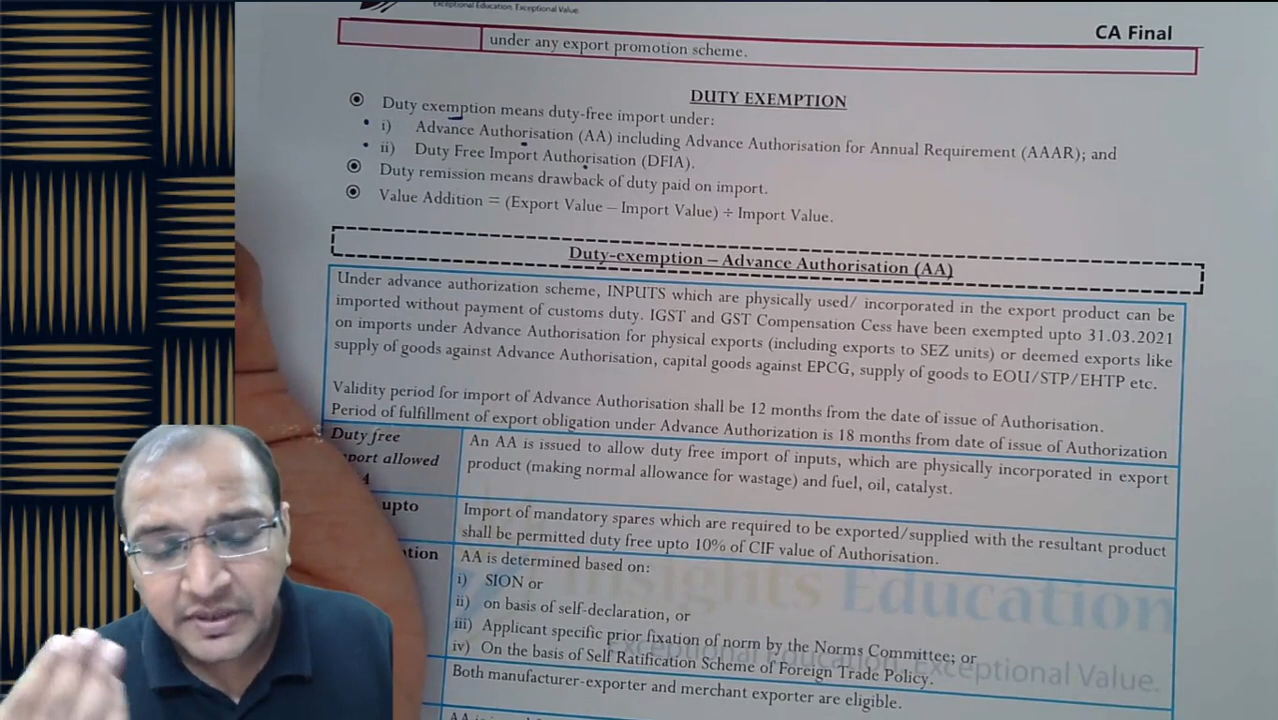 Exceptional Education. Exceptional Value.
CA Final
under any export promotion scheme.
DUTY EXEMPTION
Duty exemption means duty-free import under:
i) Advance Authorisation (AA) including Advance Authorisation for Annual Requirement (AAAR); and
ii) Duty Free Import Authorisation (DFIA).
Duty remission means drawback of duty paid on import.
Value Addition = (Export Value – Import Value) ÷ Import Value.
Duty-exemption – Advance Authorisation (AA)
Under advance authorization scheme, INPUTS which are physically used/ incorporated in the export product can be
imported without payment of customs duty. IGST and GST Compensation Cess have been exempted upto 31.03.2021
on imports under Advance Authorisation for physical exports (including exports to SEZ units) or deemed exports like
supply of goods against Advance Authorisation, capital goods against EPCG, supply of goods to EOU/STP/EHTP etc.
Validity period for import of Advance Authorisation shall be 12 months from the date of issue of Authorisation.
Period of fulfillment of export obligation under Advance Authorization is 18 months from date of issue of Authorization
Duty free
allowed
An AA is issued to allow duty free import of inputs, which are physically incorporated in export
product (making normal allowance for wastage) and fuel, oil, catalyst.
upto
Import of mandatory spares which are required to be exported/supplied with the resultant product
shall be permitted duty free upto 10% of CIF value of Authorisation.
AA is determined based on:
i) SION or
ii) on basis of self-declaration, or
iii) Applicant specific prior fixation of norm by the Norms Committee; or
iv) On the basis of Self Ratification Scheme of Foreign Trade Policy.
Both manufacturer-exporter and merchant exporter are eligible.
Insights Education
Exceptional Education. Exceptional Value.